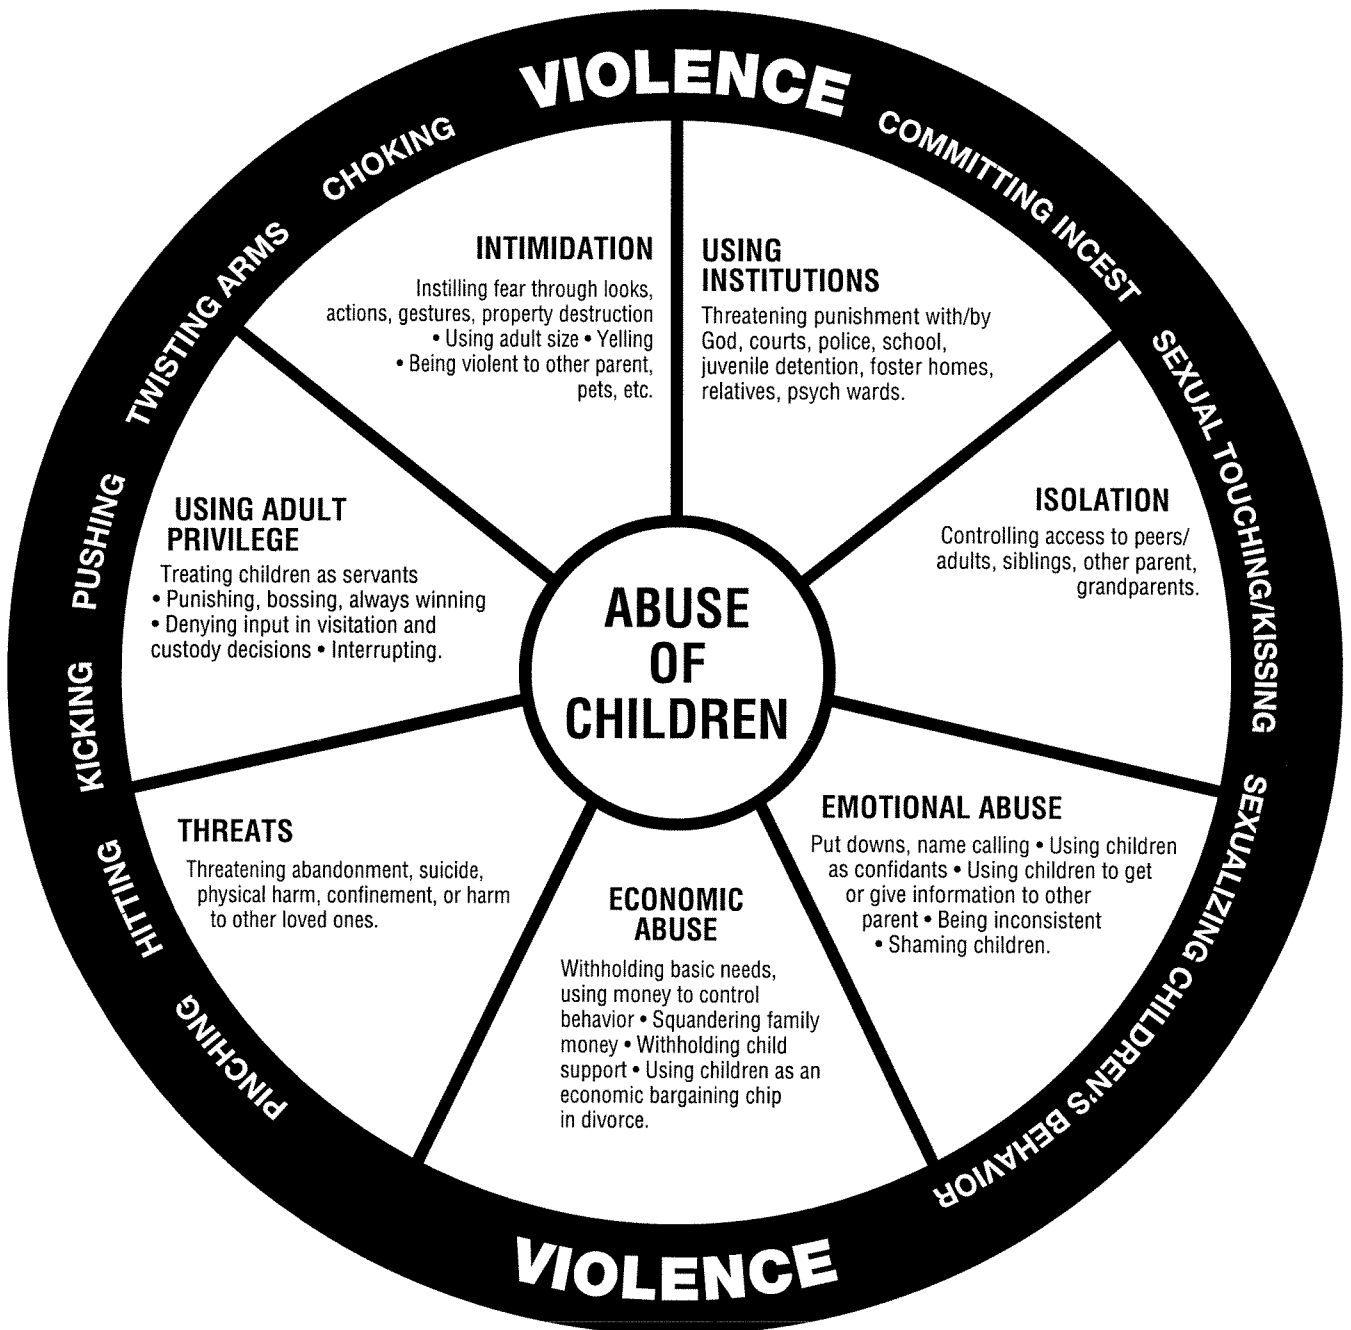 VIOLENCE
COMMITTING INCEST
SEXUAL TOUCHING/KISSING
SEXUALIZING CHILDREN'S BEHAVIOR
VIOLENCE
PINCHING
HITTING
KICKING
PUSHING
TWISTING ARMS
CHOKING
ABUSE
OF
CHILDREN
INTIMIDATION
Instilling fear through looks,
actions, gestures, property destruction
• Using adult size • Yelling
• Being violent to other parent,
pets, etc.
USING
INSTITUTIONS
Threatening punishment with/by
God, courts, police, school,
juvenile detention, foster homes,
relatives, psych wards.
ISOLATION
Controlling access to peers/
adults, siblings, other parent,
grandparents.
EMOTIONAL ABUSE
Put downs, name calling • Using children
as confidants • Using children to get
or give information to other
parent • Being inconsistent
• Shaming children.
ECONOMIC
ABUSE
Withholding basic needs,
using money to control
behavior • Squandering family
money • Withholding child
support • Using children as an
economic bargaining chip
in divorce.
THREATS
Threatening abandonment, suicide,
physical harm, confinement, or harm
to other loved ones.
USING ADULT
PRIVILEGE
Treating children as servants
• Punishing, bossing, always winning
• Denying input in visitation and
custody decisions • Interrupting.